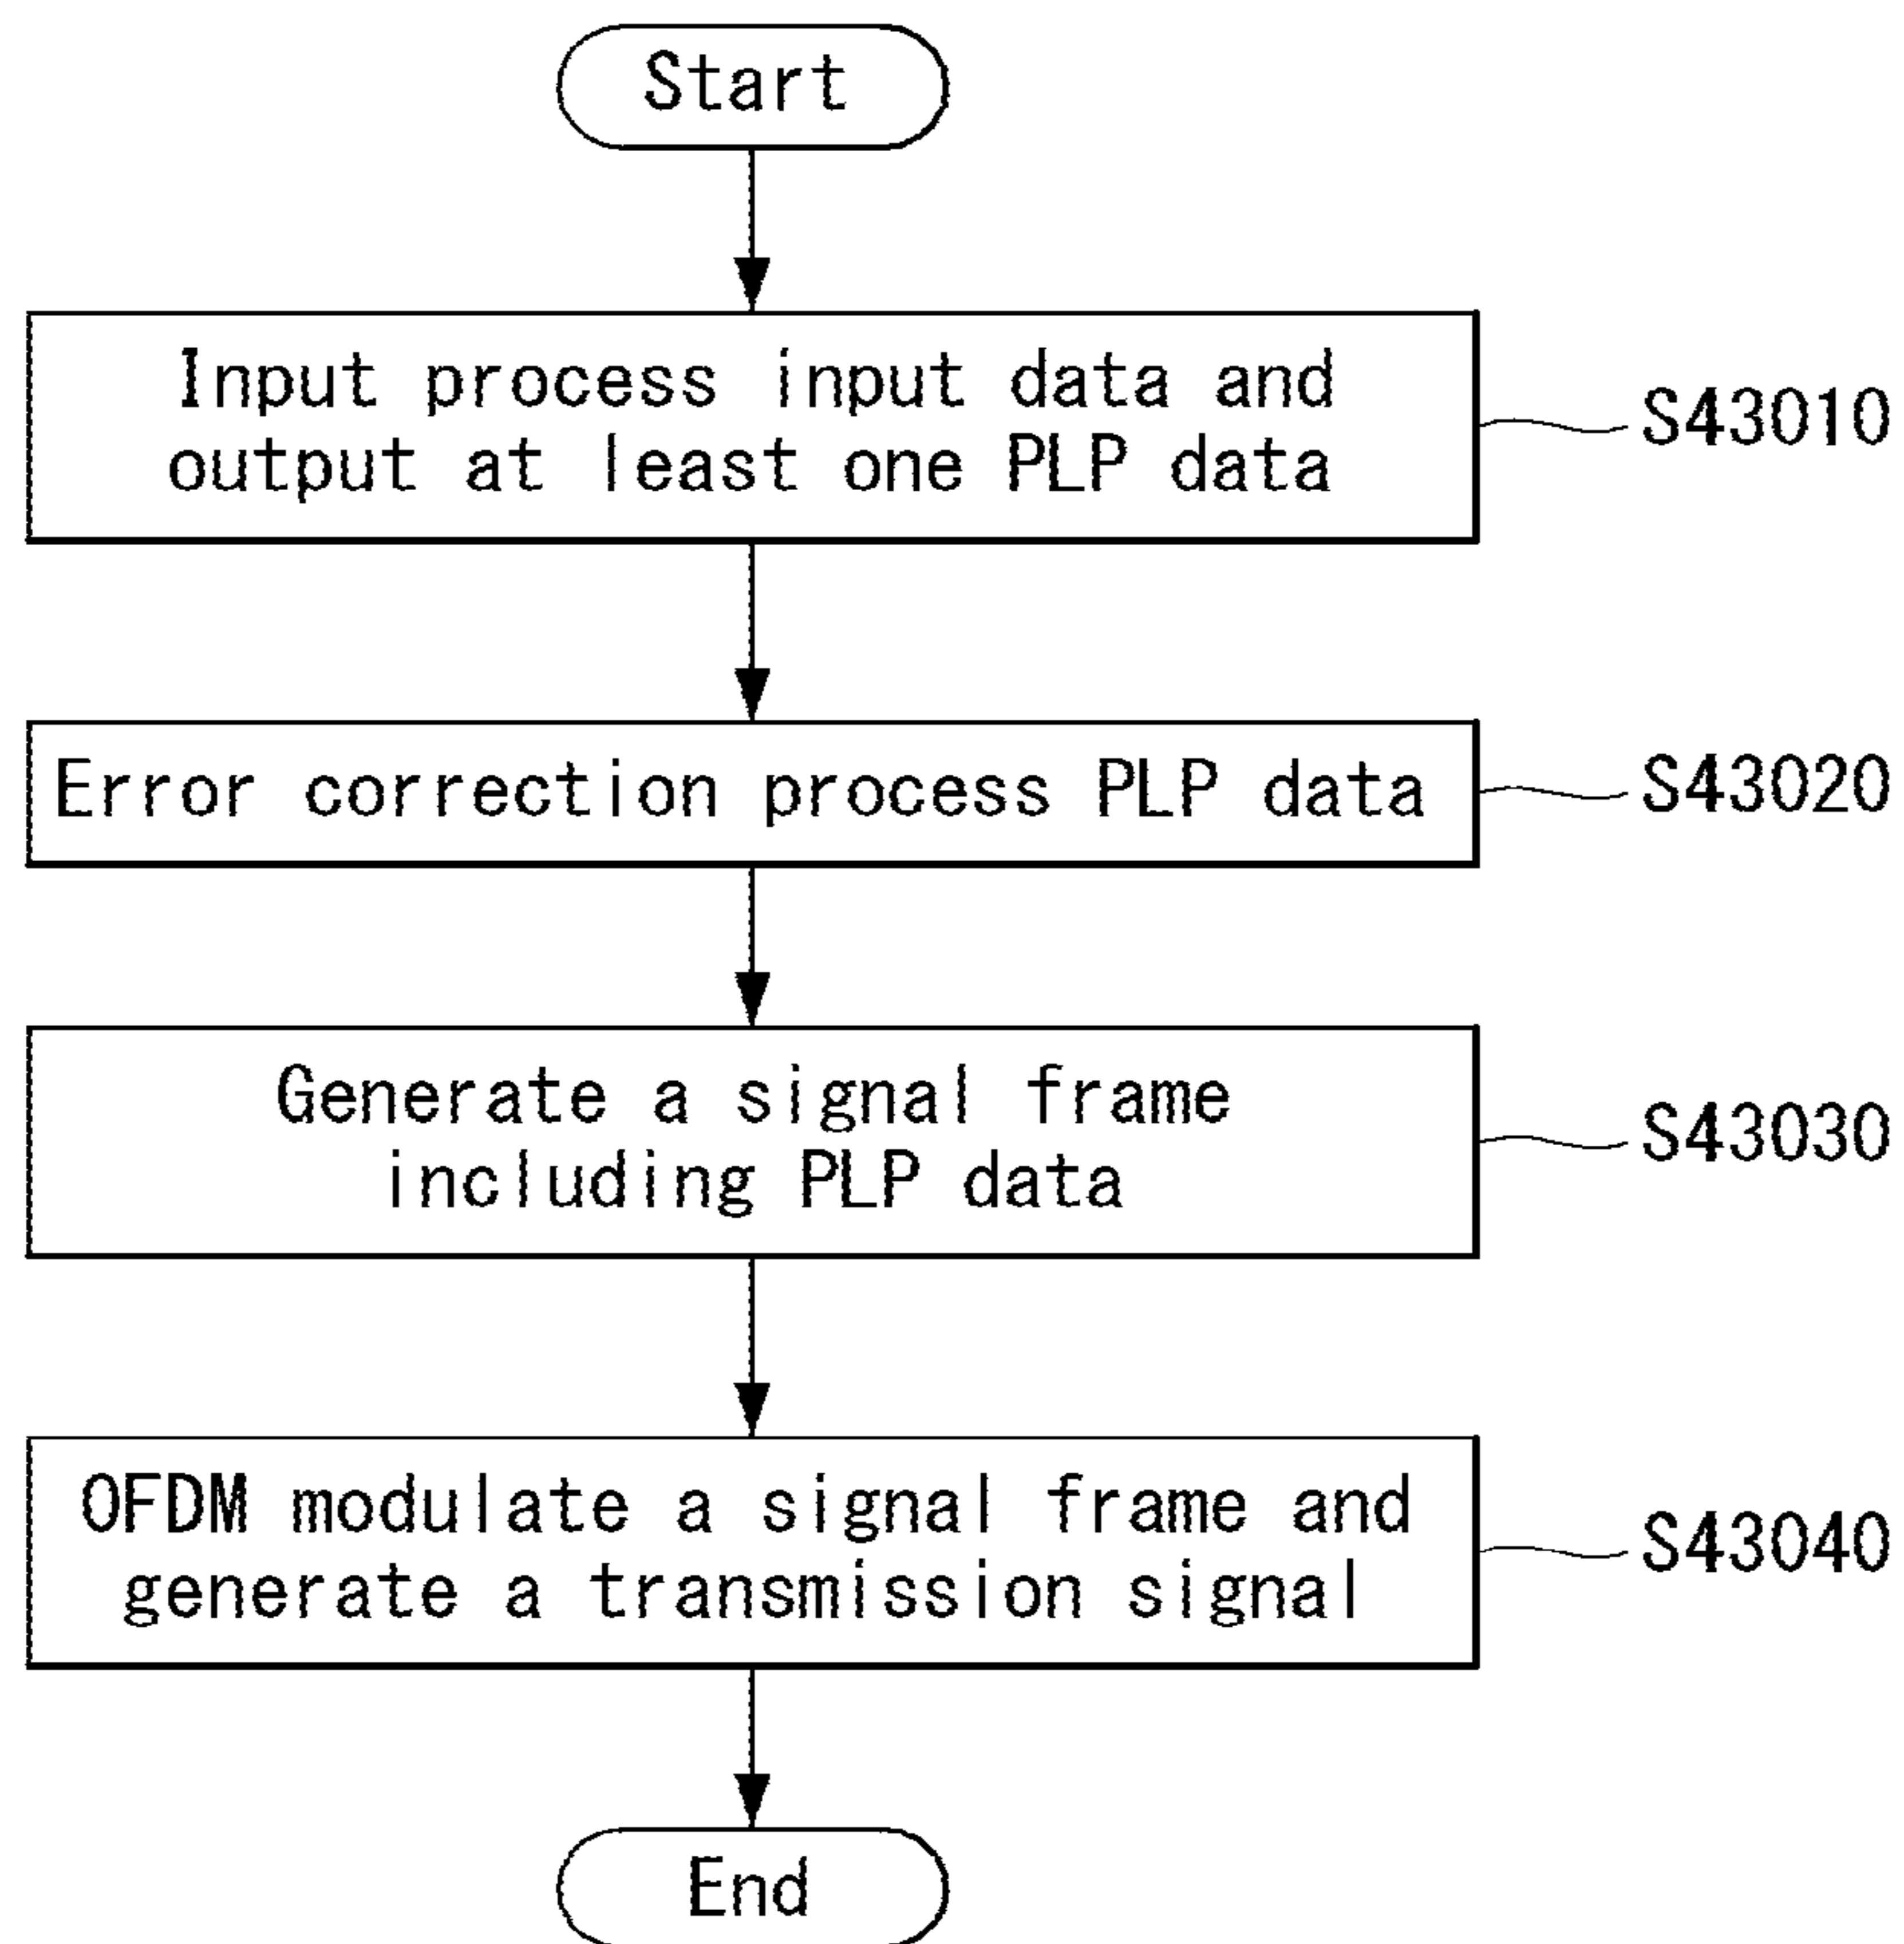 Start
Input process input data and
output at least one PLP data
S43010
Error correction process PLP data
S43020
Generate a signal frame
including PLP data
S43030
OFDM modulate a signal frame and
generate a transmission signal
S43040
End